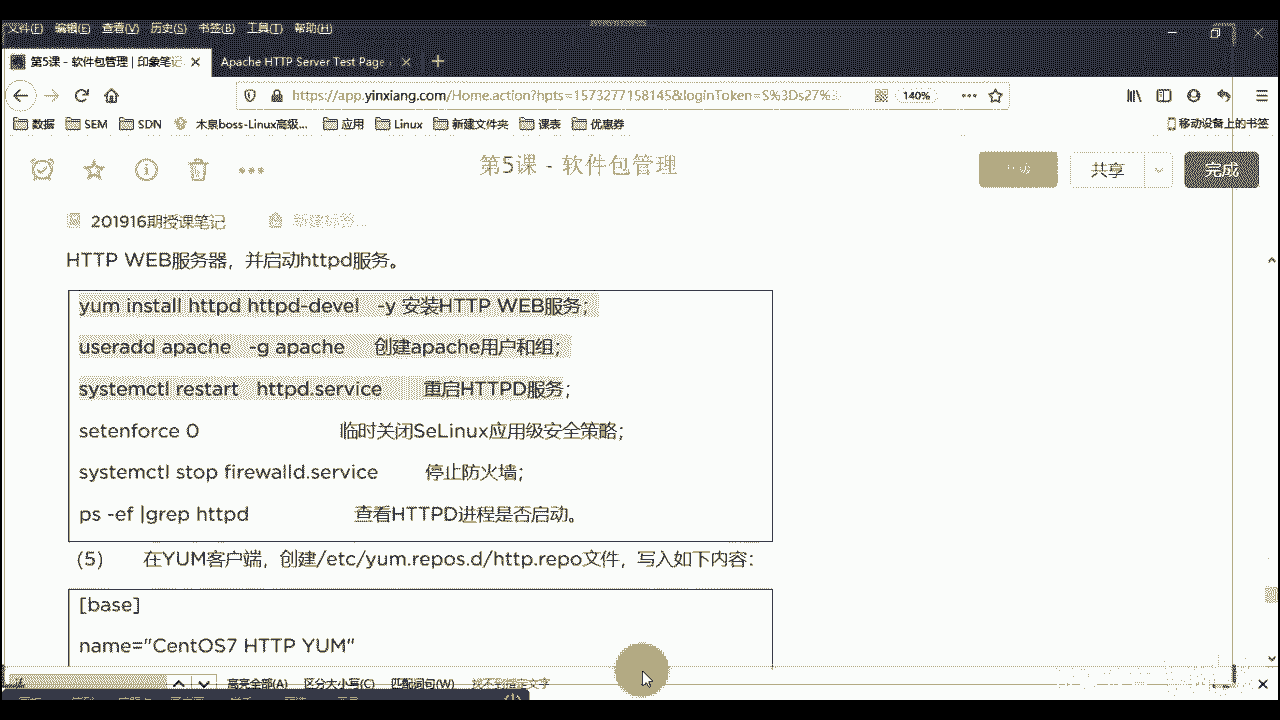 文件(F) 编辑(E) 查看(V) 历史(S) 书签(B) 工具(T) 帮助(H)
第5课 - 软件包管理 | 印象笔记 Apache HTTP Server Test Page
https://app.yinxiang.com/Home.action?hpts=1573277158145&loginToken=S%3Ds27% 140%
数据 SEM SDN 木泉boss-Linux高级... 应用 Linux 新建文件夹 课表 优惠券 移动设备上的书签
第5课 - 软件包管理
共享 完成
201916期授课笔记 新建标签...
HTTP WEB服务器，并启动httpd服务。
yum install httpd httpd-devel -y 安装HTTP WEB服务;
useradd apache -g apache 创建apache用户和组;
systemctl restart httpd.service 重启HTTPD服务;
setenforce 0 临时关闭SeLinux应用级安全策略;
systemctl stop firewalld.service 停止防火墙;
ps -ef |grep httpd 查看HTTPD进程是否启动。
(5) 在YUM客户端，创建/etc/yum.repos.d/http.repo文件，写入如下内容:
[base]
name="CentOS7 HTTP YUM"
高亮全部(A) 区分大小写(C) 匹配词句(W) 找不到指定文字